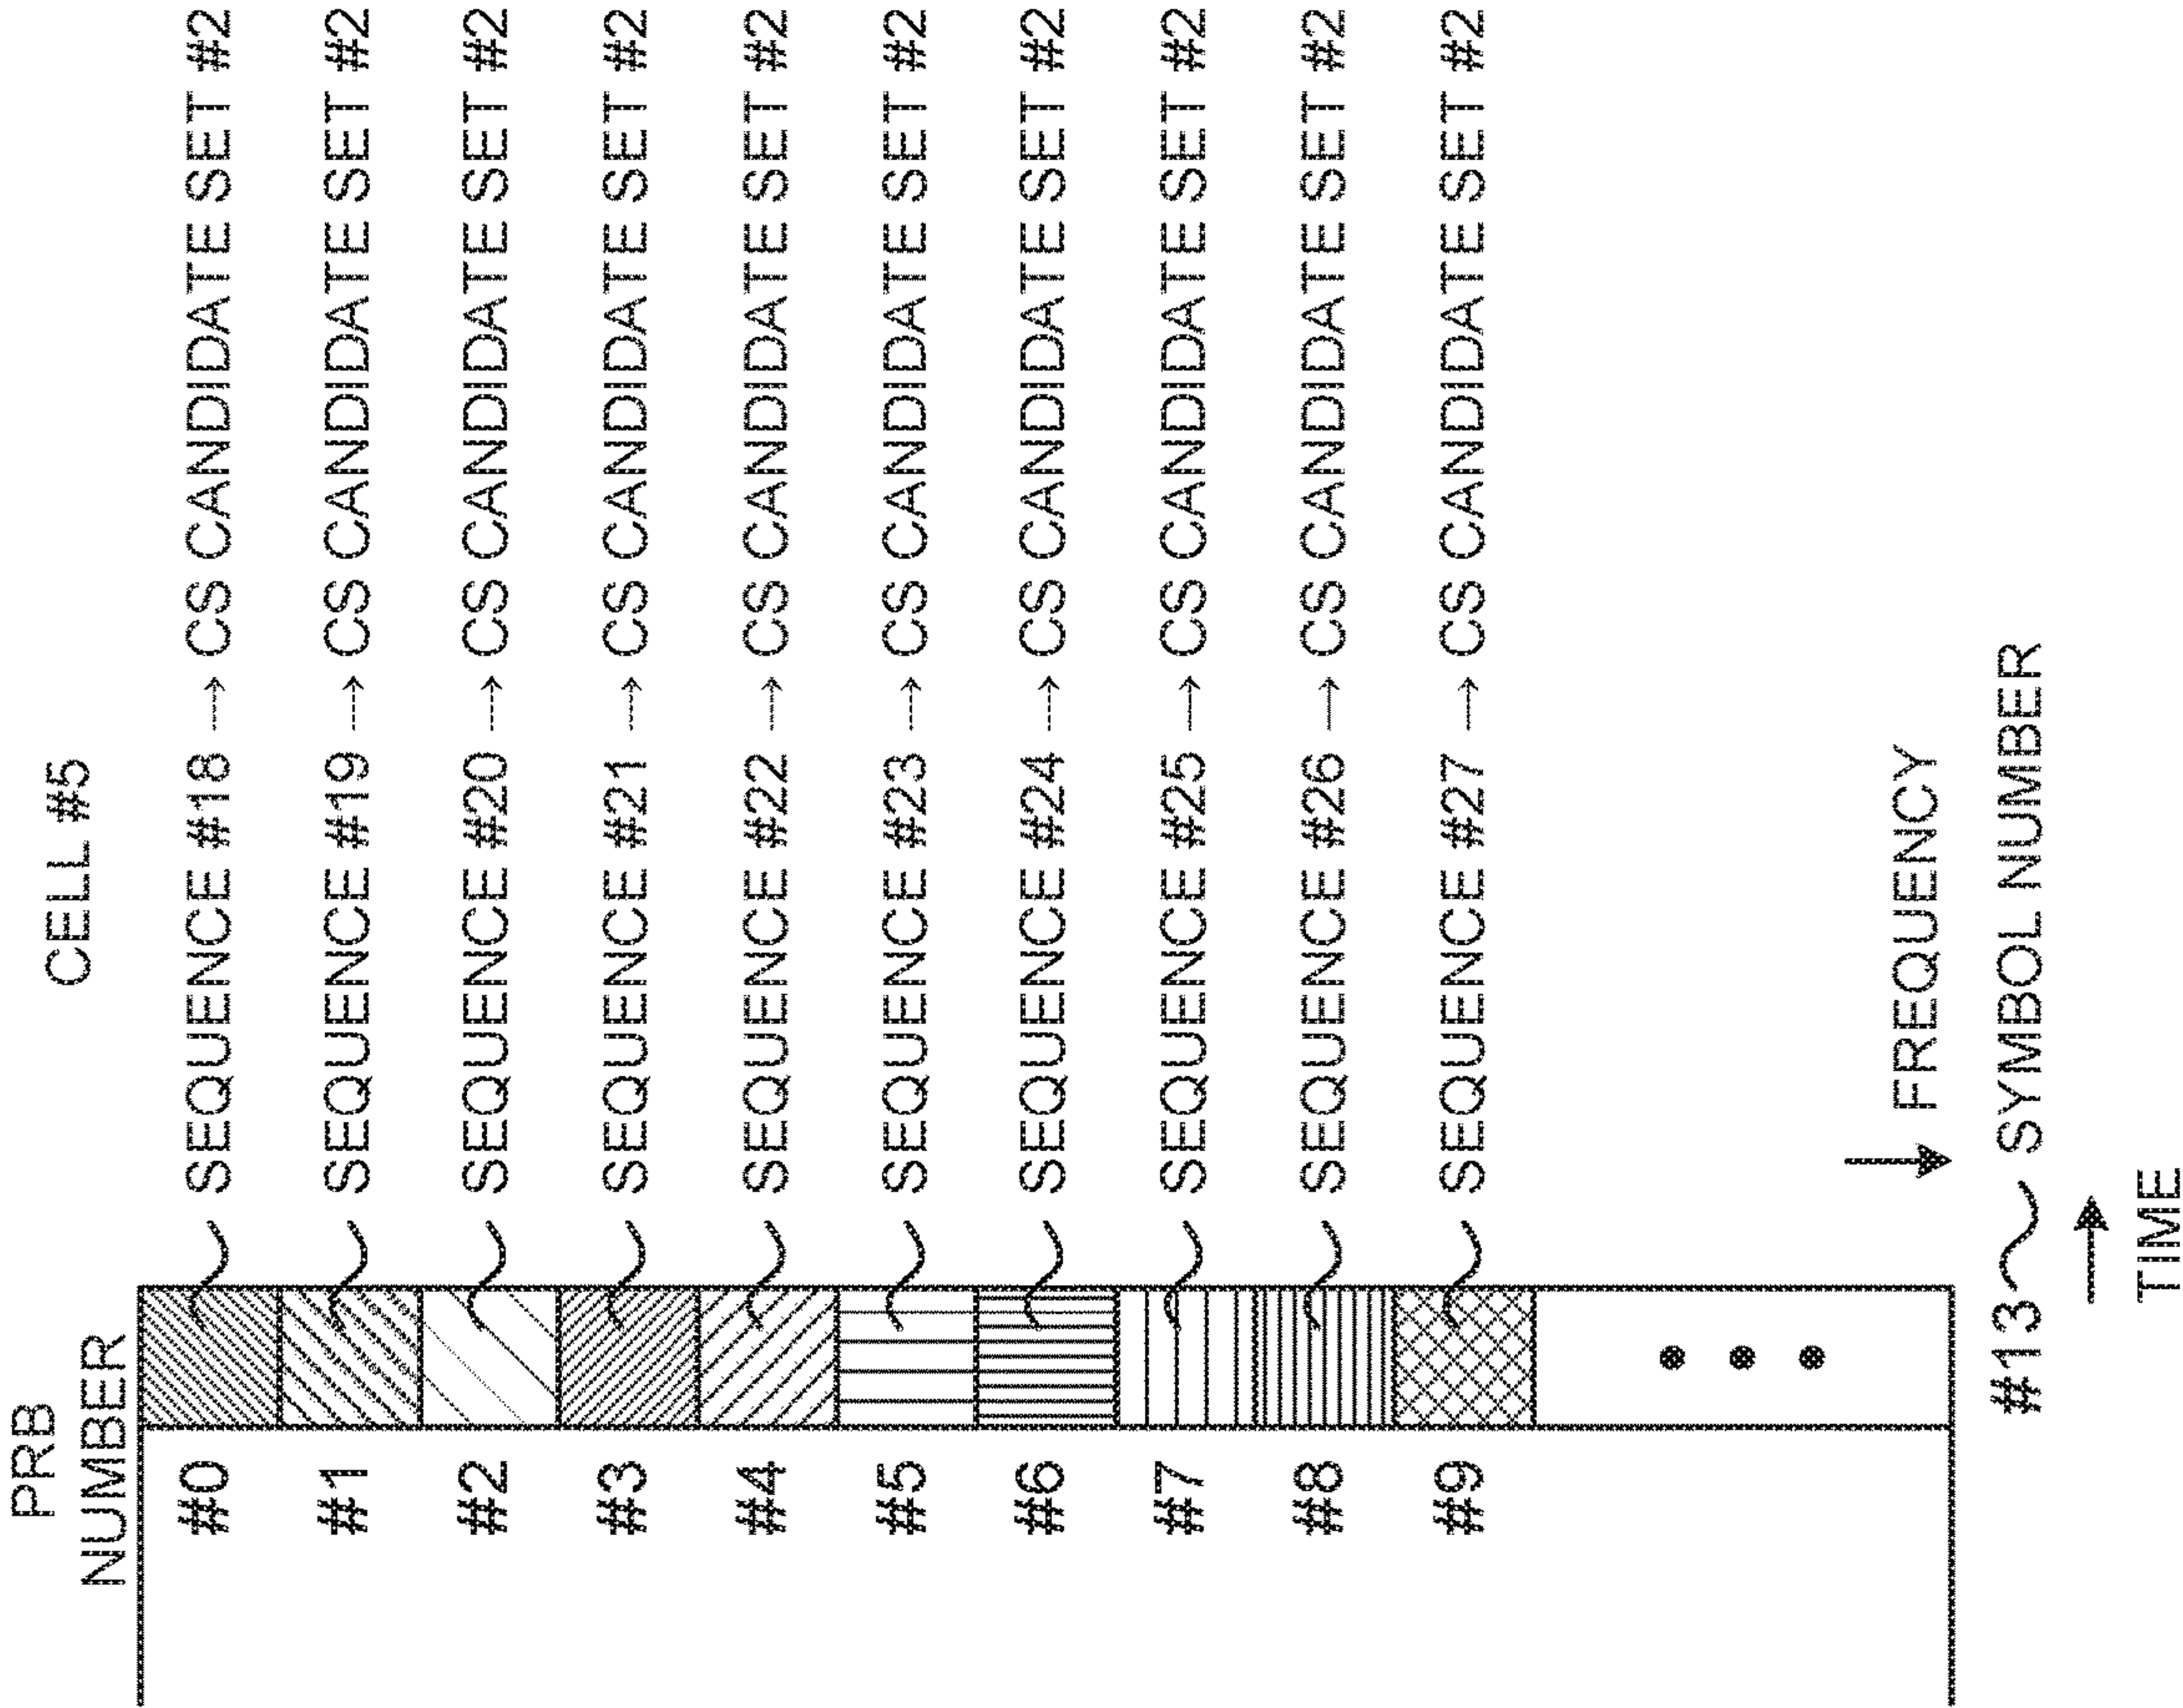 CELL #5
PRB
NUMBER
#0 SEQUENCE #18 → CS CANDIDATE SET #2
#1 SEQUENCE #19 → CS CANDIDATE SET #2
#2 SEQUENCE #20 → CS CANDIDATE SET #2
#3 SEQUENCE #21 → CS CANDIDATE SET #2
#4 SEQUENCE #22 → CS CANDIDATE SET #2
#5 SEQUENCE #23 → CS CANDIDATE SET #2
#6 SEQUENCE #24 → CS CANDIDATE SET #2
#7 SEQUENCE #25 → CS CANDIDATE SET #2
#8 SEQUENCE #26 → CS CANDIDATE SET #2
#9 SEQUENCE #27 → CS CANDIDATE SET #2
FREQUENCY
#13 SYMBOL NUMBER
TIME